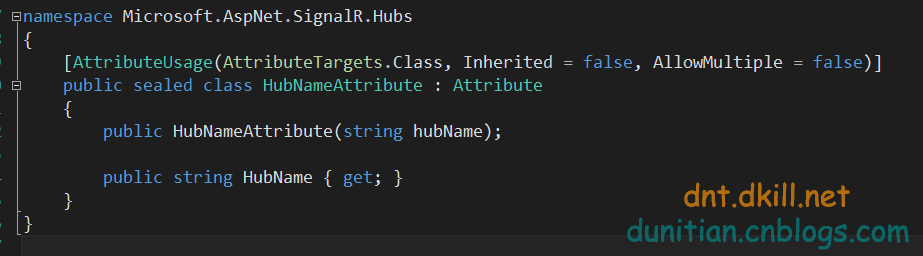 namespace Microsoft.AspNet.SignalR.Hubs
{
[AttributeUsage(AttributeTargets.Class, Inherited = false, AllowMultiple = false)]
public sealed class HubNameAttribute : Attribute
{
public HubNameAttribute(string hubName);
public string HubName { get; }
}
}
dnt.dkill.net
dunitian.cnblogs.com